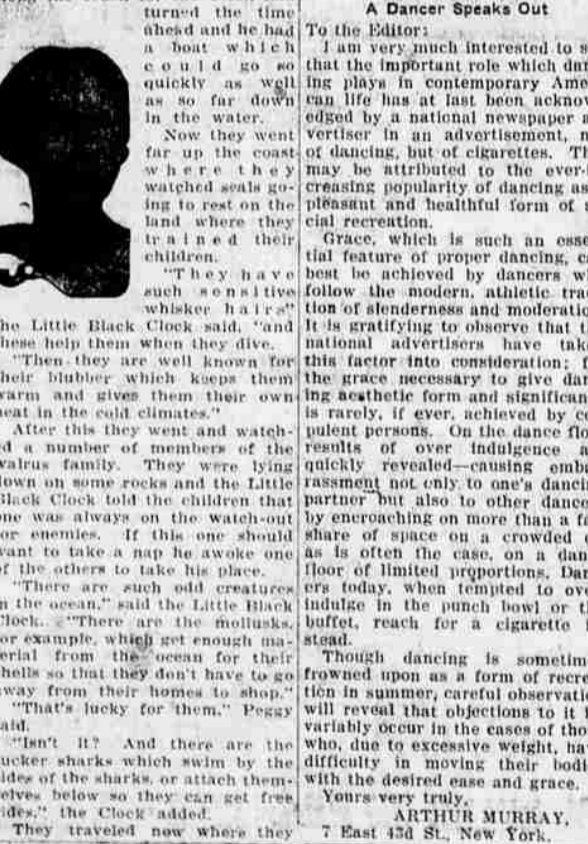 turned the time
ahead and he had
a boat which
could go so
quickly as well
as so far down
in the water.
Now they went
far up the coast
where they
watched seals go-
ing to rest on the
land where they
trained their
children.
"They have
such sensitive
whisker hairs"
he Little Black Clock said, "and
hese help them when they dive.
"Then they are well known for
heir blubber which keeps them
warm and gives them their own
heat in the cold climates."
After this they went and watch-
ed a number of members of the
walrus family. They were lying
down on some rocks and the Little
Black Clock told the children that
one was always on the watch-out
or enemies. If this one should
want to take a nap he awoke one
of the others to take his place.
"There are such odd creatures
n the ocean," said the Little Black
Clock. "There are the mollusks,
or example, which get enough ma-
erial from the ocean for their
shells so that they don't have to go
away from their homes to shop."
"That's lucky for them," Peggy
said.
"Isn't it? And there are the
ucker sharks which swim by the
ides of the sharks, or attach them-
elves below so they can get free
ides," the Clock added.
They traveled now where they
A Dancer Speaks Out
To the Editor:
I am very much interested to s
that the important role which dan
ing plays in contemporary Ame
can life has at last been acknow
edged by a national newspaper a
vertiser in an advertisement, n
of dancing, but of cigarettes. Th
may be attributed to the ever-
creasing popularity of dancing as
pleasant and healthful form of s
cial recreation.
Grace, which is such an esse
tial feature of proper dancing, c
best be achieved by dancers w
follow the modern, athletic tra
tion of slenderness and moderatio
It is gratifying to observe that
national advertisers have tak
this factor into consideration; f
the grace necessary to give dan
ing aesthetic form and significan
is rarely, if ever, achieved by c
pulent persons. On the dance flo
results of over indulgence a
quickly revealed—causing emb
rassment not only to one's danci
partner but also to other dance
by encroaching on more than a fa
share of space on a crowded
as is often the case, on a dan
floor of limited proportions. Dan
ers today, when tempted to ov
indulge in the punch bowl or
buffet, reach for a cigarette i
stead.
Though dancing is sometim
frowned upon as a form of recre
tion in summer, careful observati
will reveal that objections to it
variably occur in the cases of tho
who, due to excessive weight, ha
difficulty in moving their bodi
with the desired ease and grace.
Yours very truly,
ARTHUR MURRAY,
7 East 43d St., New York.